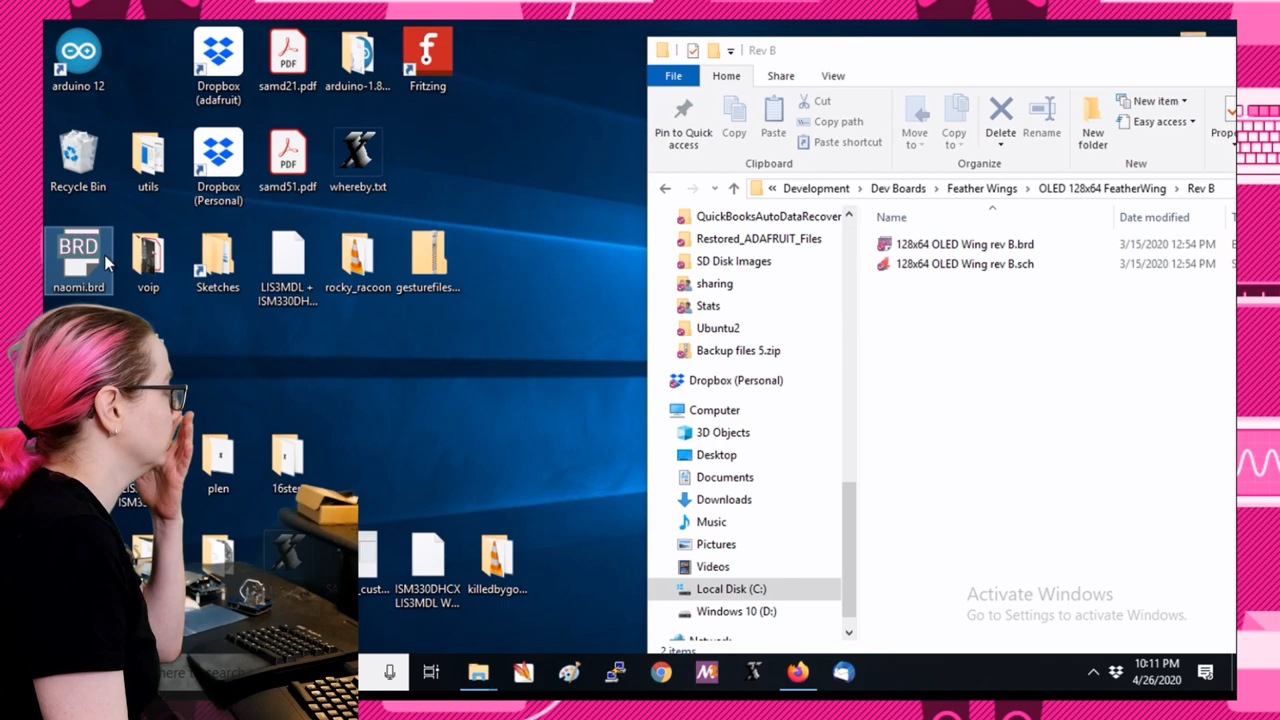 arduino 12
Dropbox
(adafruit)
PDF
samd21.pdf
arduino-1.8...
Fritzing
Recycle Bin
utils
Dropbox
(Personal)
PDF
samd51.pdf
whereby.txt
BRD
naomi.brd
voip
Sketches
LIS3MDL +
ISM330DH...
rocky_racoon
gesturefiles...
plen
ISM330DHCX
LIS3MDL W...
killedbygo...
Rev B
File
Home
Share
View
Pin to Quick
access
Copy
Paste
Cut
Copy path
Paste shortcut
Clipboard
Move
to
Copy
to
Delete
Rename
Organize
New
folder
New item
Easy access
New
« Development > Dev Boards > Feather Wings > OLED 128x64 FeatherWing > Rev B
QuickBooksAutoDataRecover
Restored_ADAFRUIT_Files
SD Disk Images
sharing
Stats
Ubuntu2
Backup files 5.zip
Dropbox (Personal)
Computer
3D Objects
Desktop
Documents
Downloads
Music
Pictures
Videos
Local Disk (C:)
Windows 10 (D:)
Name
Date modified
128x64 OLED Wing rev B.brd
3/15/2020 12:54 PM
128x64 OLED Wing rev B.sch
3/15/2020 12:54 PM
Activate Windows
Go to Settings to activate Windows.
2 items
here to search
10:11 PM
4/26/2020